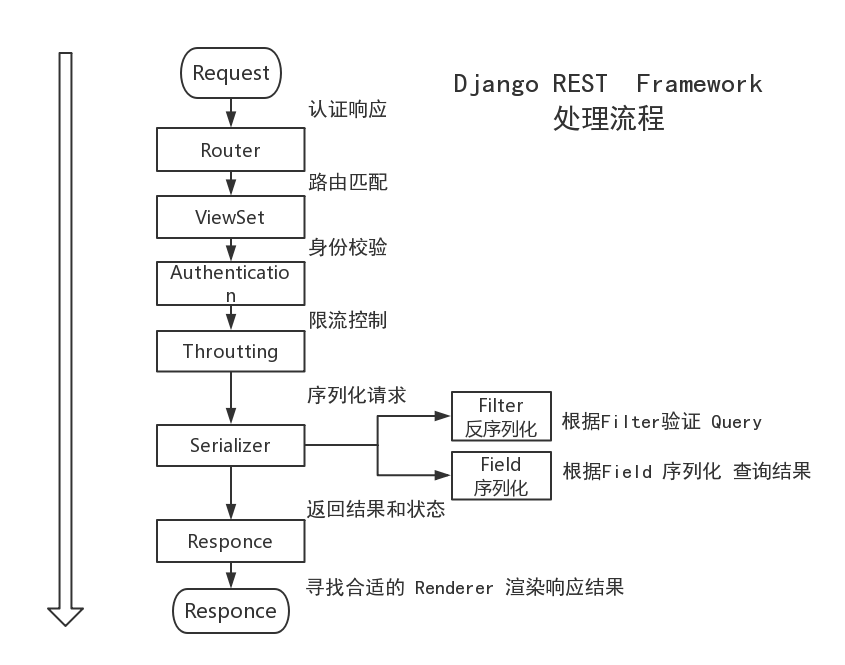 Request
Django REST  Framework
处理流程
认证响应
Router
路由匹配
ViewSet
身份校验
Authenticatio
n
限流控制
Throutting
序列化请求
Filter
反序列化
根据Filter验证 Query
Serializer
Field
序列化
根据Field 序列化 查询结果
返回结果和状态
Responce
寻找合适的 Renderer 渲染响应结果
Responce